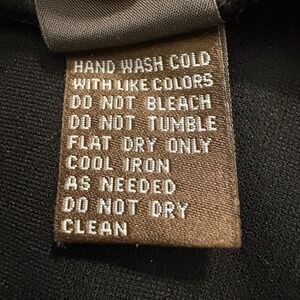 HAND WASH COLD
WITH LIKE COLORS
DO NOT BLEACH
DO NOT TUMBLE
FLAT DRY ONLY
COOL IRON
AS NEEDED
DO NOT DRY
CLEAN